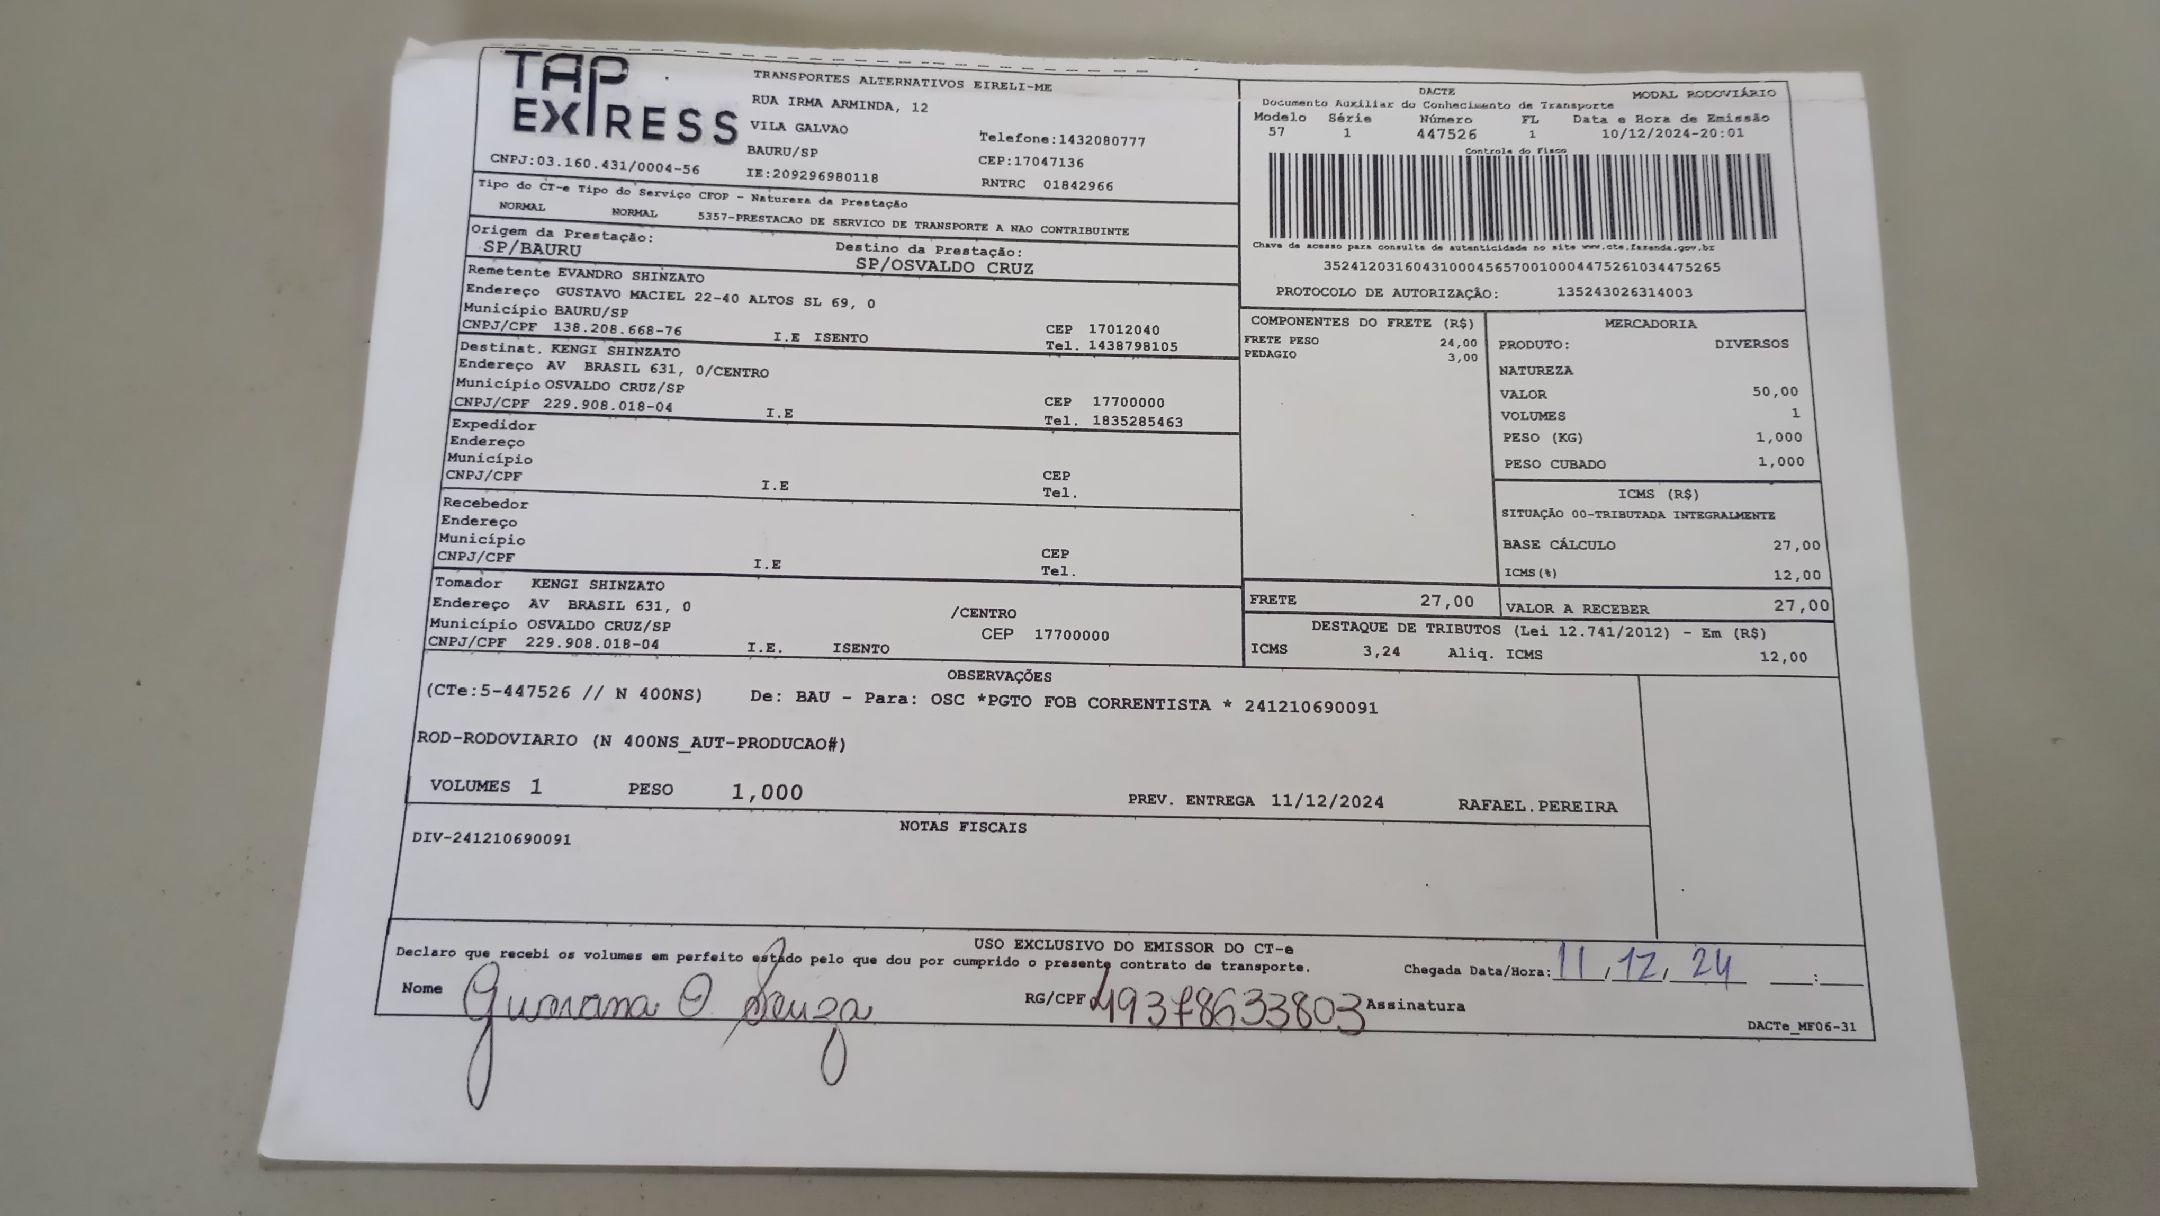 TAP
EXPRESS
TRANSPORTES ALTERNATIVOS EIRELI-ME
RUA IRMA ARMINDA, 12
VILA GALVAO
Telefone:1432080777
BAURU/SP
CEP:17047136
CNPJ:03.160.431/0004-56
IE:209296980118
RNTRC 01842966
DACTE
MODAL RODOVIÁRIO
Documento Auxiliar do Conhecimento de Transporte
Modelo Série Número FL Data e Hora de Emissão
57 1 447526 1 10/12/2024-20:01
Controle do Fisco
Chave de acesso para consulta de autenticidade no site www.cte.fazenda.gov.br
35241203160431000456570010004475261034475265
PROTOCOLO DE AUTORIZAÇÃO: 135243026314003
Tipo do CT-e Tipo do Serviço CFOP - Natureza da Prestação
NORMAL NORMAL 5357-PRESTACAO DE SERVICO DE TRANSPORTE A NAO CONTRIBUINTE
Origem da Prestação: Destino da Prestação:
SP/BAURU SP/OSVALDO CRUZ
Remetente EVANDRO SHINZATO
Endereço GUSTAVO MACIEL 22-40 ALTOS SL 69, 0
Município BAURU/SP CEP 17012040
CNPJ/CPF 138.208.668-76 I.E ISENTO Tel. 1438798105
Destinat. KENGI SHINZATO
Endereço AV BRASIL 631, 0/CENTRO
Município OSVALDO CRUZ/SP CEP 17700000
CNPJ/CPF 229.908.018-04 I.E Tel. 1835285463
Expedidor
Endereço
Município CEP
CNPJ/CPF I.E Tel.
Recebedor
Endereço
Município CEP
CNPJ/CPF I.E Tel.
Tomador KENGI SHINZATO
Endereço AV BRASIL 631, 0 /CENTRO
Município OSVALDO CRUZ/SP CEP 17700000
CNPJ/CPF 229.908.018-04 I.E. ISENTO
COMPONENTES DO FRETE (R$)
FRETE PESO 24,00
PEDAGIO 3,00
MERCADORIA
PRODUTO: DIVERSOS
NATUREZA
VALOR 50,00
VOLUMES 1
PESO (KG) 1,000
PESO CUBADO 1,000
ICMS (R$)
SITUAÇÃO 00-TRIBUTADA INTEGRALMENTE
BASE CÁLCULO 27,00
ICMS(%) 12,00
FRETE 27,00 VALOR A RECEBER 27,00
DESTAQUE DE TRIBUTOS (Lei 12.741/2012) - Em (R$)
ICMS 3,24 Aliq. ICMS 12,00
OBSERVAÇÕES
(CTe:5-447526 // N 400NS) De: BAU - Para: OSC *PGTO FOB CORRENTISTA * 241210690091
ROD-RODOVIARIO (N 400NS_AUT-PRODUCAO#)
VOLUMES 1 PESO 1,000 PREV. ENTREGA 11/12/2024 RAFAEL.PEREIRA
NOTAS FISCAIS
DIV-241210690091
USO EXCLUSIVO DO EMISSOR DO CT-e
Declaro que recebi os volumes em perfeito estado pelo que dou por cumprido o presente contrato de transporte.
Chegada Data/Hora: 11, 12, 24 :
Nome O Souza RG/CPF 49378633803 Assinatura
DACTe_MF06-31